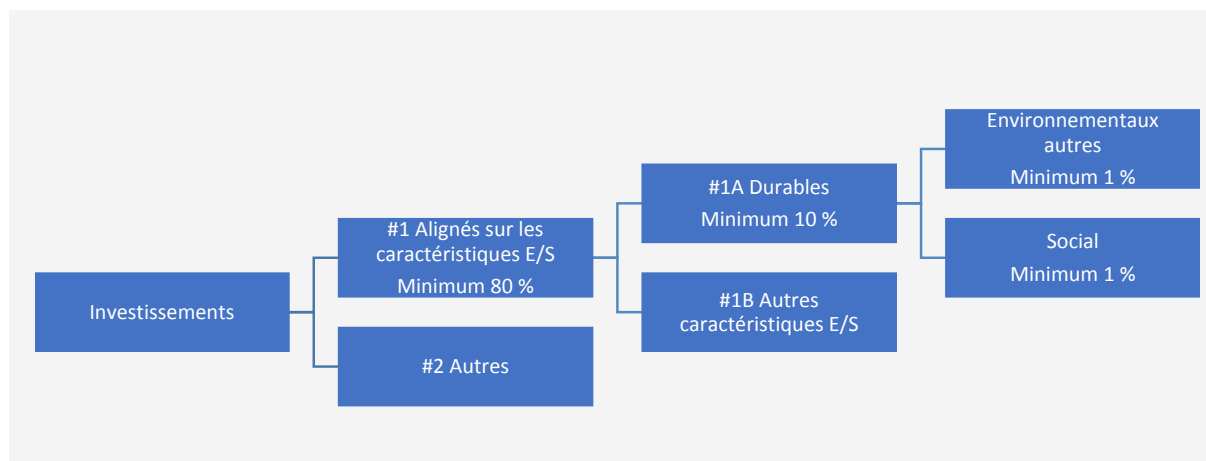 Investissements
#1 Alignés sur les
caractéristiques E/S
Minimum 80 %
#2 Autres
#1A Durables
Minimum 10 %
#1B Autres
caractéristiques E/S
Environnementaux
autres
Minimum 1 %
Social
Minimum 1 %